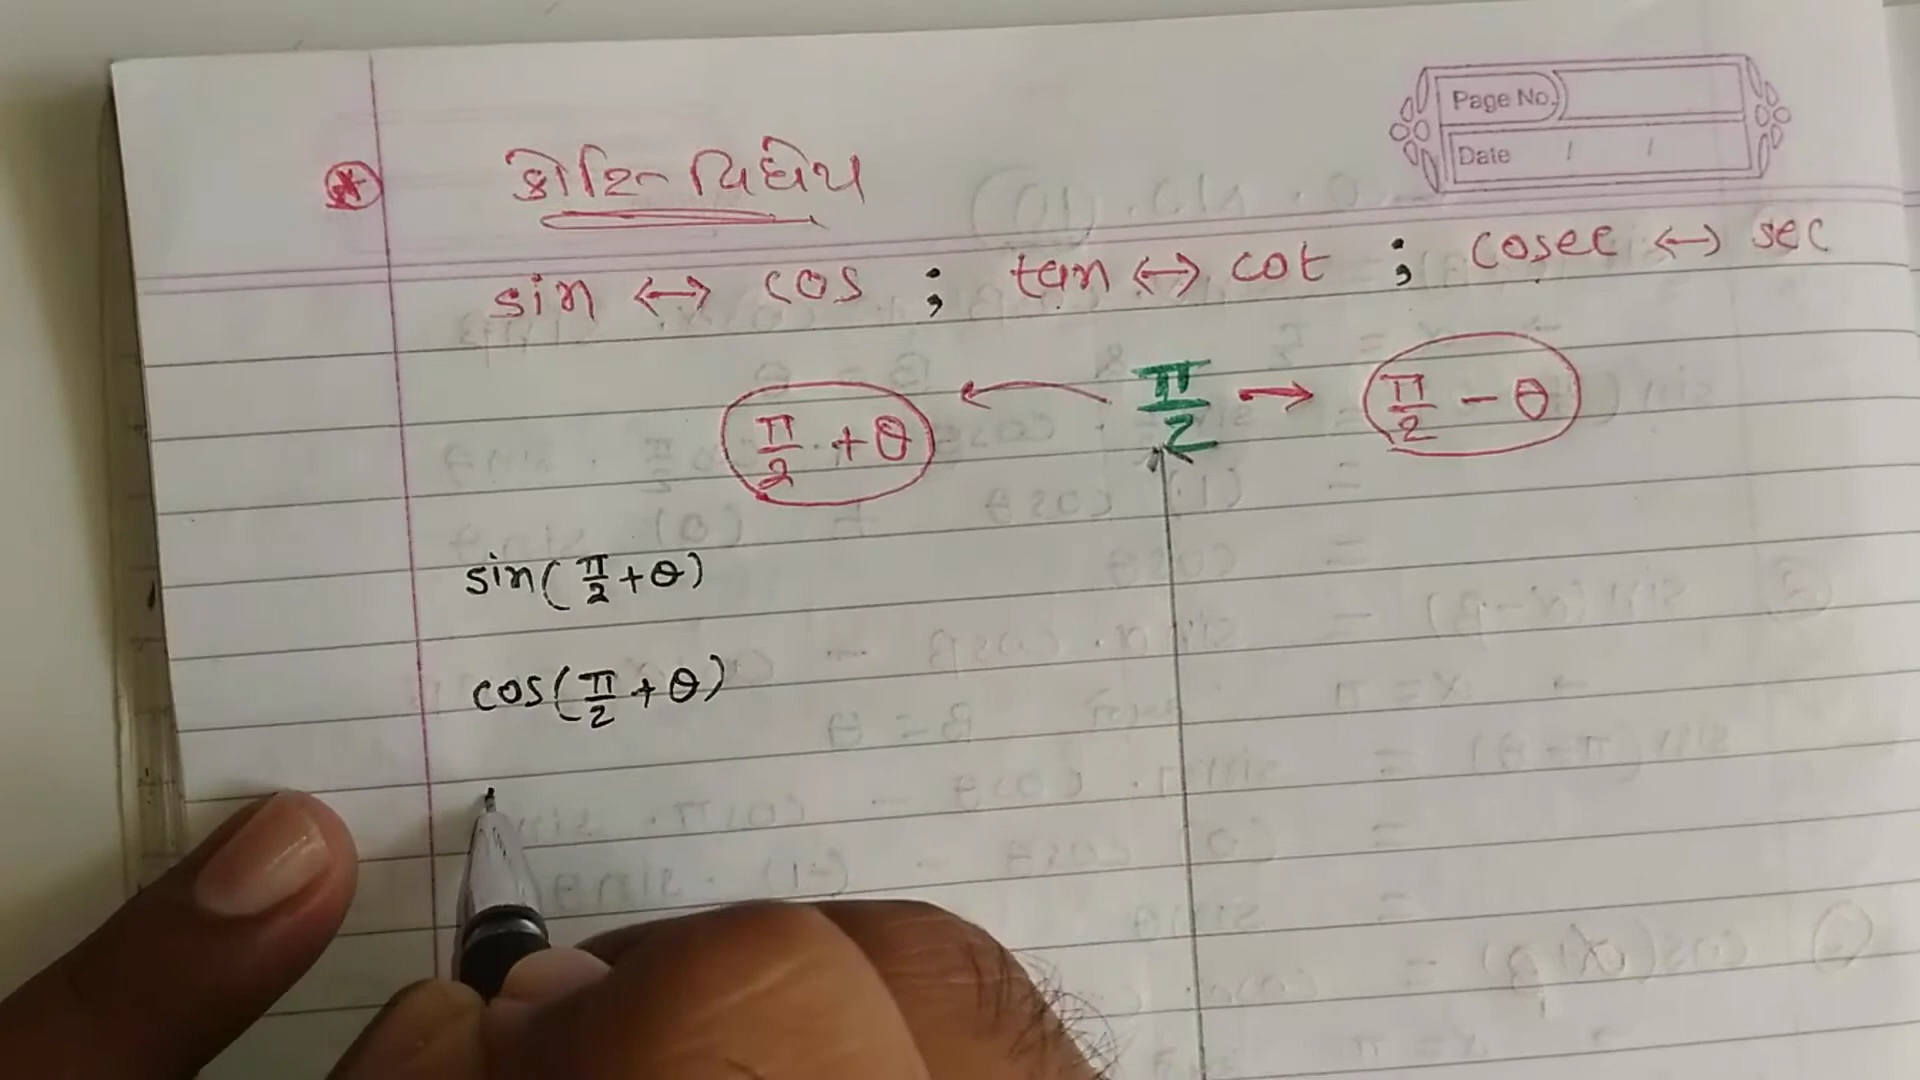 Page No.
Date / /
કોટિ-વિધેય
sin ↔ cos ; tan ↔ cot ; cosec ↔ sec
π/2 + θ ← π/2 → π/2 − θ
sin(π/2 + θ)
cos(π/2 + θ)